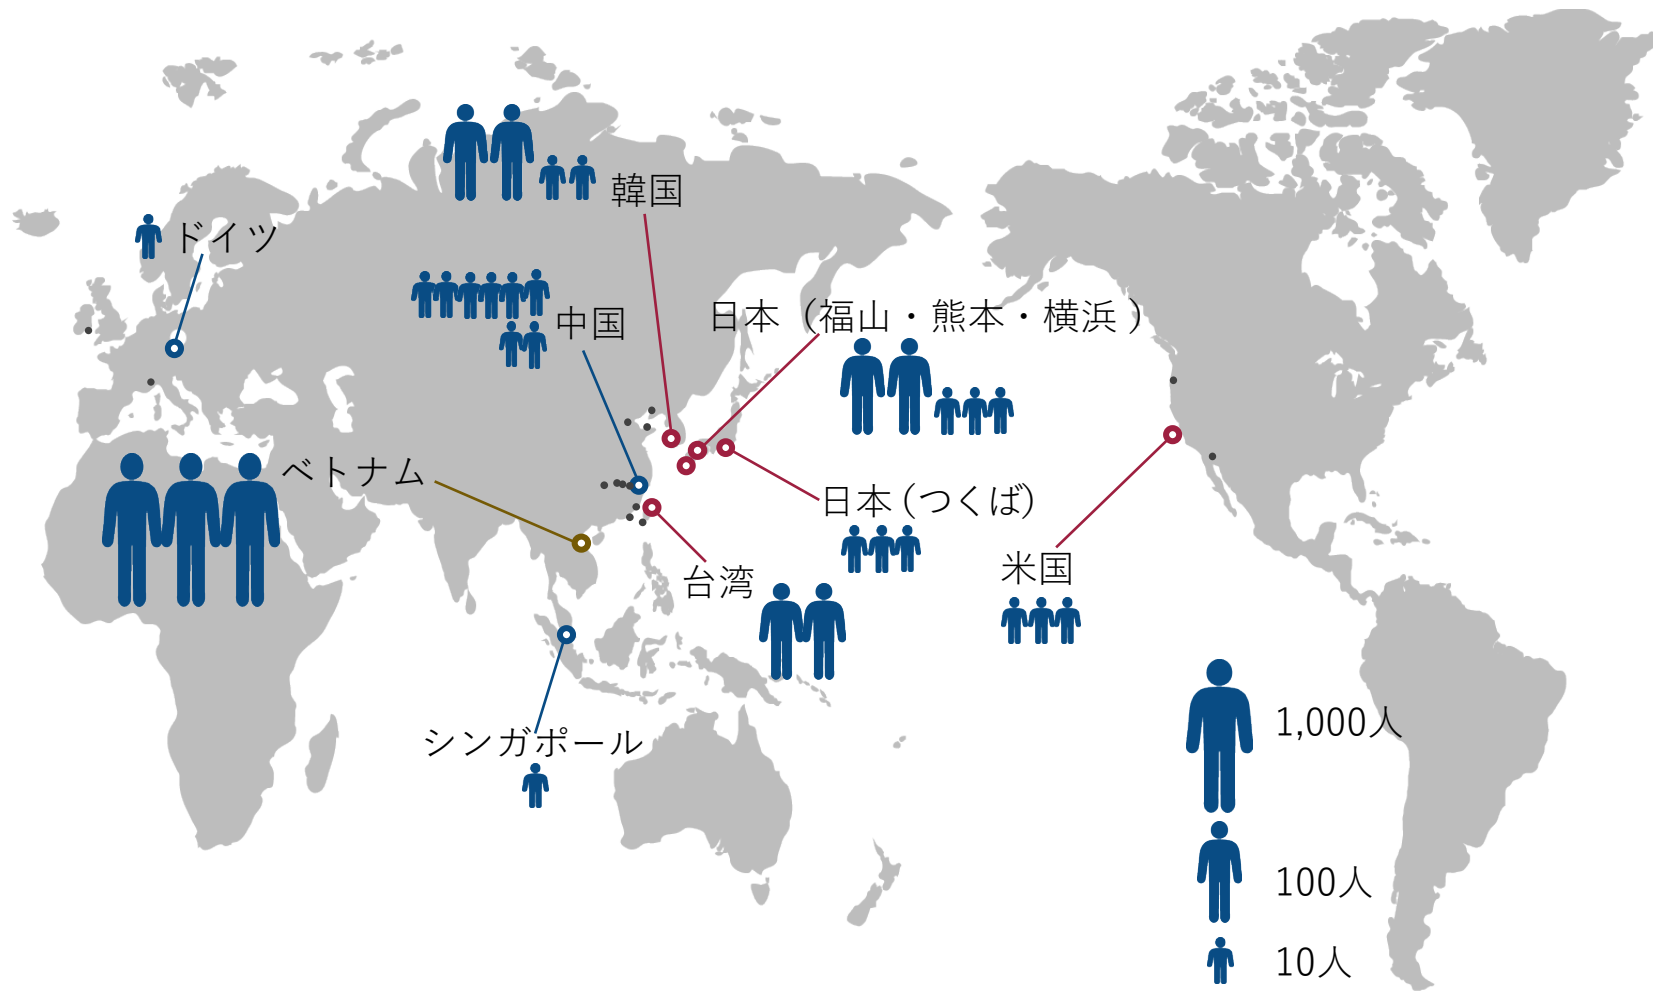 韓国
ドイツ
中国
日本（福山・熊本・横浜）
ベトナム
日本（つくば）
米国
台湾
シンガポール
1,000人
100人
10人